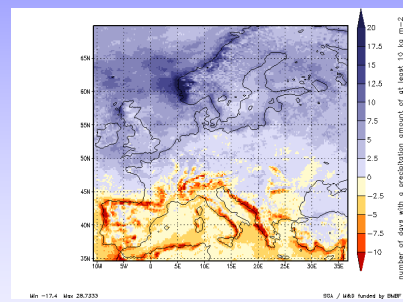 20
17.5
15
12.5
10
7.5
5
2.5
0
−2.5
−5
−7.5
−10
number of days with a precipitation amount of at least 10 kg m−2
65N
60N
55N
50N
45N
40N
35N
10W 5W 0 5E 10E 15E 20E 25E 30E 35E
Min −17.4 Max 28.7333
SGA / M&D funded by BMBF